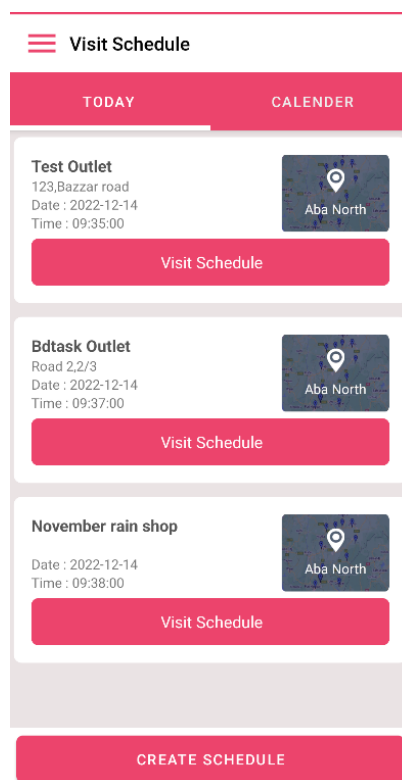 Visit Schedule
TODAY
CALENDER
Test Outlet
123,Bazzar road
Date : 2022-12-14
Time : 09:35:00
Aba North
Visit Schedule
Bdtask Outlet
Road 2,2/3
Date : 2022-12-14
Time : 09:37:00
Aba North
Visit Schedule
November rain shop
Date : 2022-12-14
Time : 09:38:00
Aba North
Visit Schedule
CREATE SCHEDULE